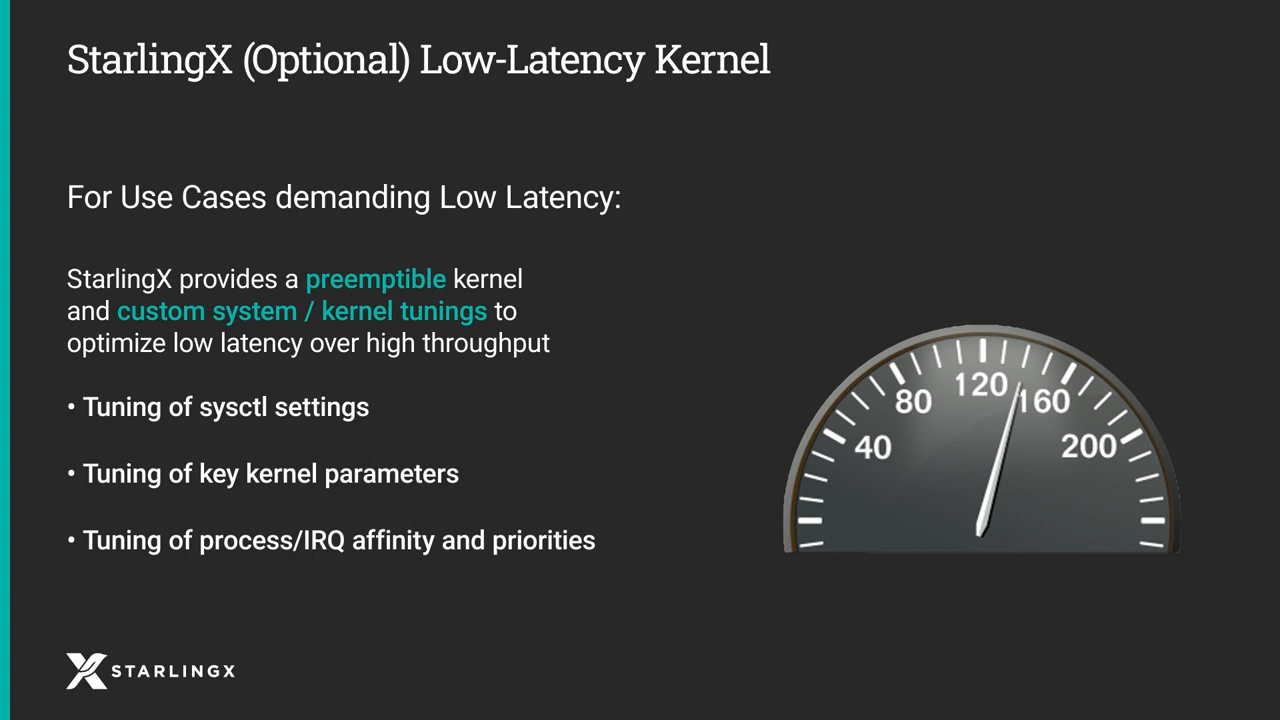 StarlingX (Optional) Low-Latency Kernel
For Use Cases demanding Low Latency:
StarlingX provides a preemptible kernel
and custom system / kernel tunings to
optimize low latency over high throughput
• Tuning of sysctl settings
• Tuning of key kernel parameters
• Tuning of process/IRQ affinity and priorities
40
80
120
160
200
STARLINGX